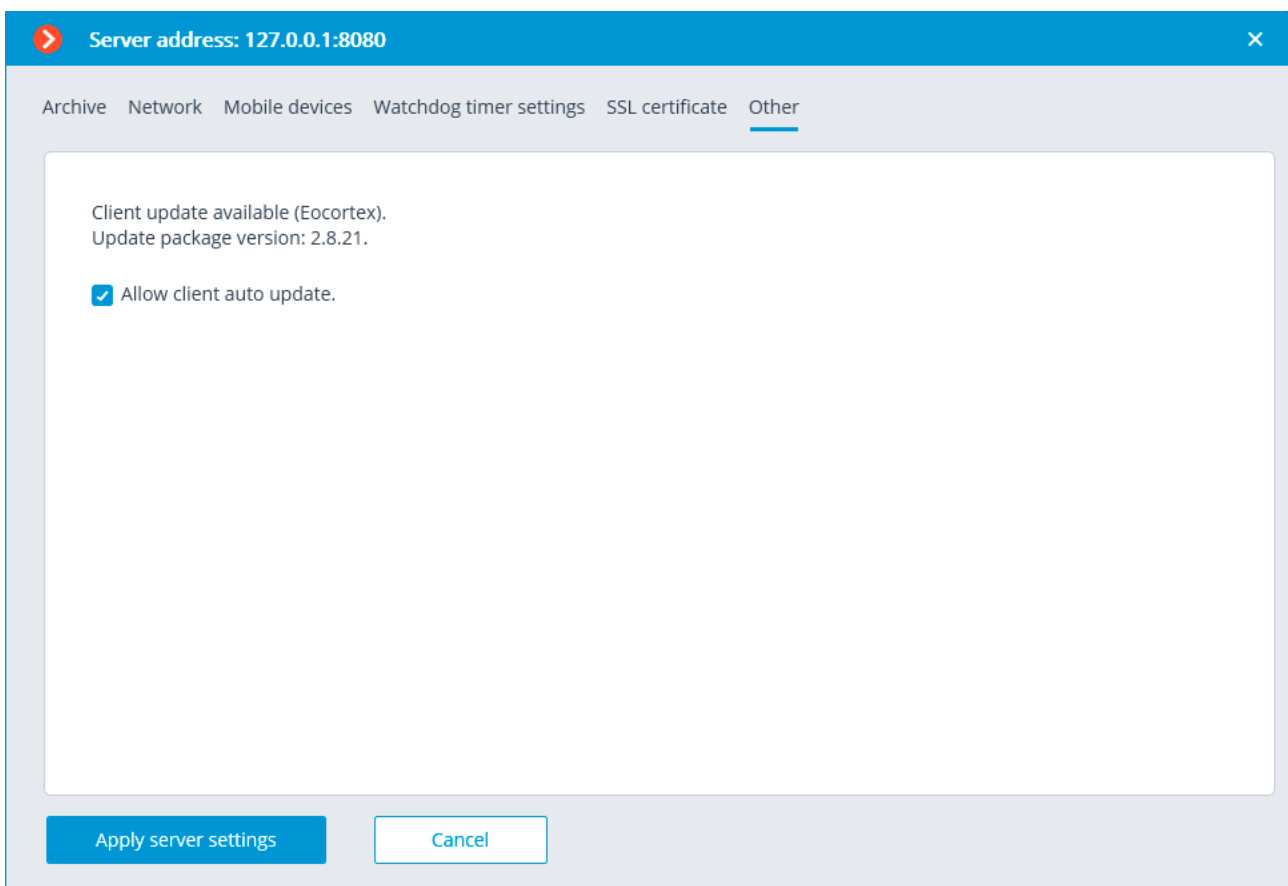 Server address: 127.0.0.1:8080
Archive Network Mobile devices Watchdog timer settings SSL certificate Other
Client update available (Eocortex).
Update package version: 2.8.21.
Allow client auto update.
Apply server settings Cancel